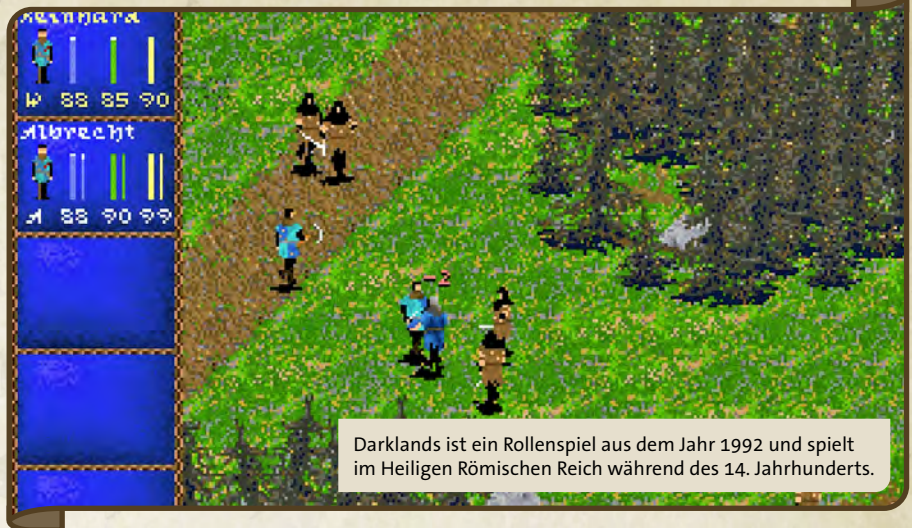 Reinhard
W 88 85 90
Albrecht
A 88 90 99
-2
Darklands ist ein Rollenspiel aus dem Jahr 1992 und spielt
im Heiligen Römischen Reich während des 14. Jahrhunderts.